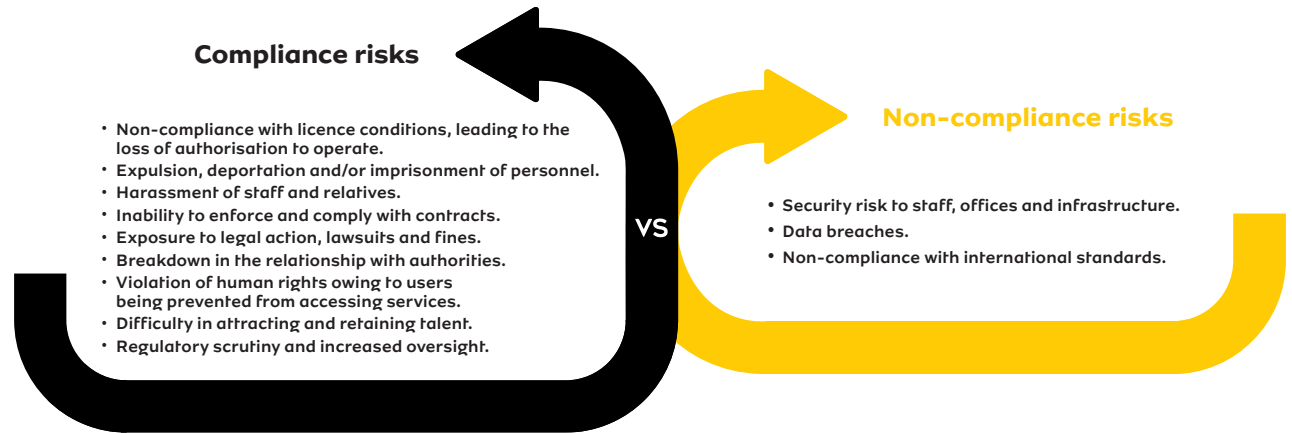 Compliance risks
• Non-compliance with licence conditions, leading to the
loss of authorisation to operate.
• Expulsion, deportation and/or imprisonment of personnel.
• Harassment of staff and relatives.
• Inability to enforce and comply with contracts.
• Exposure to legal action, lawsuits and fines.
• Breakdown in the relationship with authorities.
• Violation of human rights owing to users
being prevented from accessing services.
• Difficulty in attracting and retaining talent.
• Regulatory scrutiny and increased oversight.
VS
Non-compliance risks
• Security risk to staff, offices and infrastructure.
• Data breaches.
• Non-compliance with international standards.